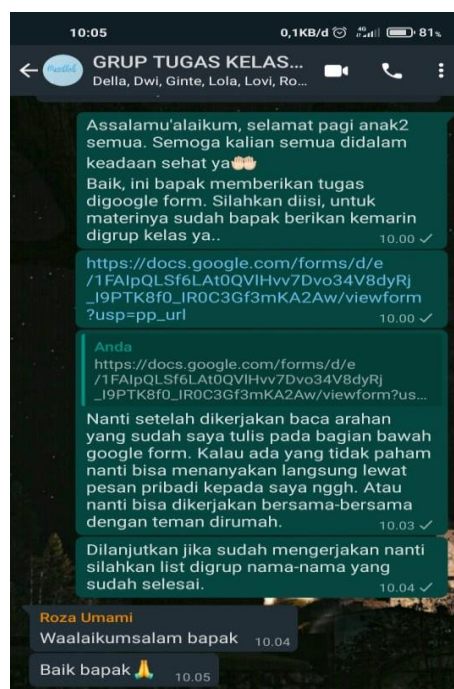 10:05 0,1KB/d 4G 81%
GRUP TUGAS KELAS...
Della, Dwi, Ginte, Lola, Lovi, Ro...
Assalamu'alaikum, selamat pagi anak2
semua. Semoga kalian semua didalam
keadaan sehat ya🤲🏻
Baik, ini bapak memberikan tugas
digoogle form. Silahkan diisi, untuk
materinya sudah bapak berikan kemarin
digrup kelas ya..
10.00
https://docs.google.com/forms/d/e
/1FAIpQLSf6LAt0QVlHvv7Dvo34V8dyRj
_I9PTK8f0_IR0C3Gf3mKA2Aw/viewform
?usp=pp_url
10.00
Anda
https://docs.google.com/forms/d/e
/1FAIpQLSf6LAt0QVlHvv7Dvo34V8dyRj
_I9PTK8f0_IR0C3Gf3mKA2Aw/viewform?us...
Nanti setelah dikerjakan baca arahan
yang sudah saya tulis pada bagian bawah
google form. Kalau ada yang tidak paham
nanti bisa menanyakan langsung lewat
pesan pribadi kepada saya nggh. Atau
nanti bisa dikerjakan bersama-bersama
dengan teman dirumah.
10.03
Dilanjutkan jika sudah mengerjakan nanti
silahkan list digrup nama-nama yang
sudah selesai.
10.04
Roza Umami
Waalaikumsalam bapak 10.04
Baik bapak🙏 10.05